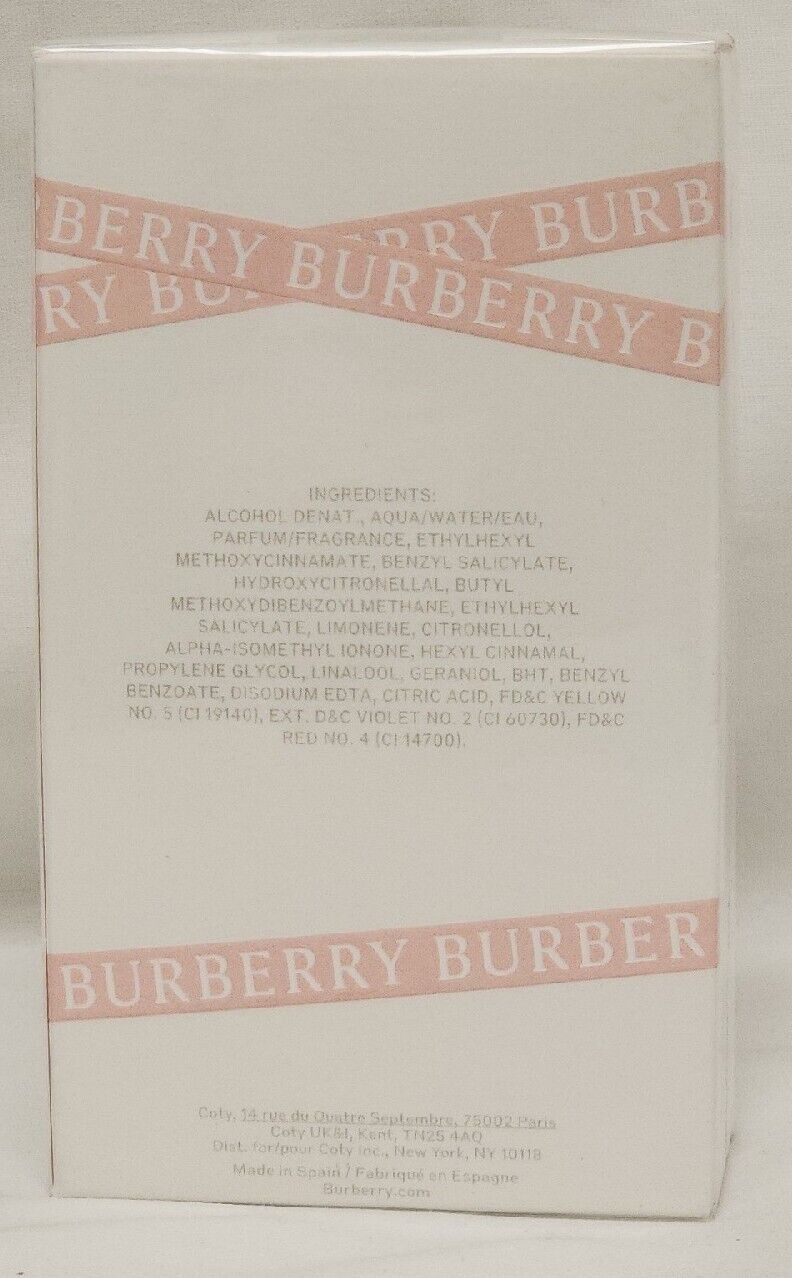 BERRY BURBERRY B
RY BU RRY BURB
INGREDIENTS:
ALCOHOL DENAT., AQUA/WATER/EAU,
PARFUM/FRAGRANCE, ETHYLHEXYL
METHOXYCINNAMATE, BENZYL SALICYLATE,
HYDROXYCITRONELLAL, BUTYL
METHOXYDIBENZOYLMETHANE, ETHYLHEXYL
SALICYLATE, LIMONENE, CITRONELLOL,
ALPHA-ISOMETHYL IONONE, HEXYL CINNAMAL,
PROPYLENE GLYCOL, LINALOOL, GERANIOL, BHT, BENZYL
BENZOATE, DISODIUM EDTA, CITRIC ACID, FD&C YELLOW
NO. 5 (CI 19140), EXT. D&C VIOLET NO. 2 (CI 60730), FD&C
RED NO. 4 (CI 14700).
BURBERRY BURBER
Coty, 14 rue du Quatre Septembre, 75002 Paris
Coty UK&I, Kent, TN25 4AQ
Dist. for/pour Coty Inc., New York, NY 10118
Made in Spain / Fabriqué en Espagne
Burberry.com